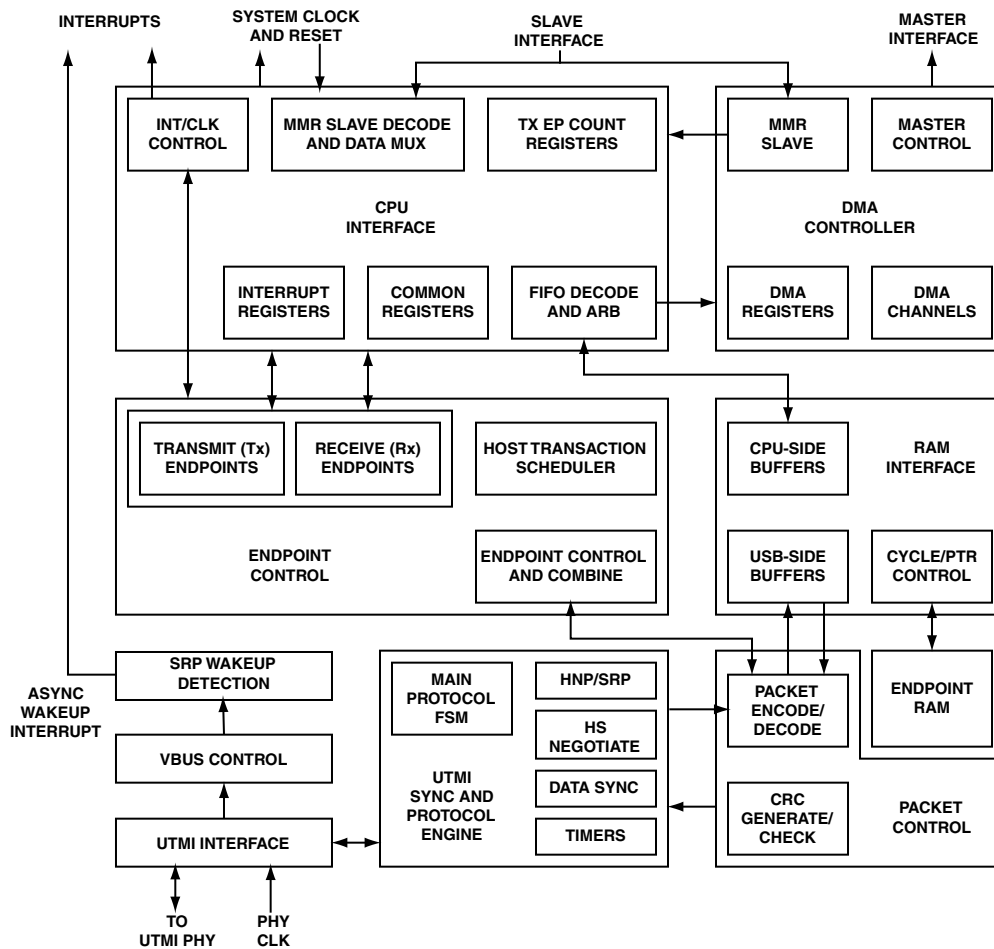 INTERRUPTS
SYSTEM CLOCK
AND RESET
SLAVE
INTERFACE
MASTER
INTERFACE
INT/CLK
CONTROL
MMR SLAVE DECODE
AND DATA MUX
TX EP COUNT
REGISTERS
MMR
SLAVE
MASTER
CONTROL
CPU
INTERFACE
DMA
CONTROLLER
INTERRUPT
REGISTERS
COMMON
REGISTERS
FIFO DECODE
AND ARB
DMA
REGISTERS
DMA
CHANNELS
TRANSMIT (Tx)
ENDPOINTS
RECEIVE (Rx)
ENDPOINTS
HOST TRANSACTION
SCHEDULER
CPU-SIDE
BUFFERS
RAM
INTERFACE
ENDPOINT
CONTROL
ENDPOINT CONTROL
AND COMBINE
USB-SIDE
BUFFERS
CYCLE/PTR
CONTROL
SRP WAKEUP
DETECTION
MAIN
PROTOCOL
FSM
HNP/SRP
PACKET
ENCODE/
DECODE
ENDPOINT
RAM
ASYNC
WAKEUP
INTERRUPT
HS
NEGOTIATE
VBUS CONTROL
UTMI
SYNC AND
PROTOCOL
ENGINE
DATA SYNC
CRC
GENERATE/
CHECK
PACKET
CONTROL
UTMI INTERFACE
TIMERS
TO
UTMI PHY
PHY
CLK